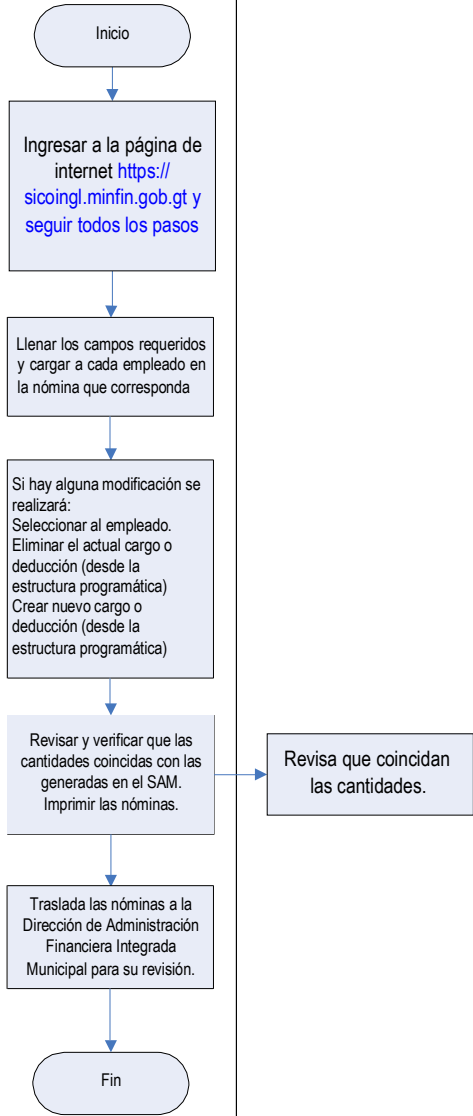 Inicio
Ingresar a la página de
internet https://
sicoingl.minfin.gob.gt y
seguir todos los pasos
Llenar los campos requeridos
y cargar a cada empleado en
la nómina que corresponda
Si hay alguna modificación se
realizará:
Seleccionar al empleado.
Eliminar el actual cargo o
deducción (desde la
estructura programática)
Crear nuevo cargo o
deducción (desde la
estructura programática)
Revisar y verificar que las
cantidades coincidas con las
generadas en el SAM.
Imprimir las nóminas.
Revisa que coincidan
las cantidades.
Traslada las nóminas a la
Dirección de Administración
Financiera Integrada
Municipal para su revisión.
Fin